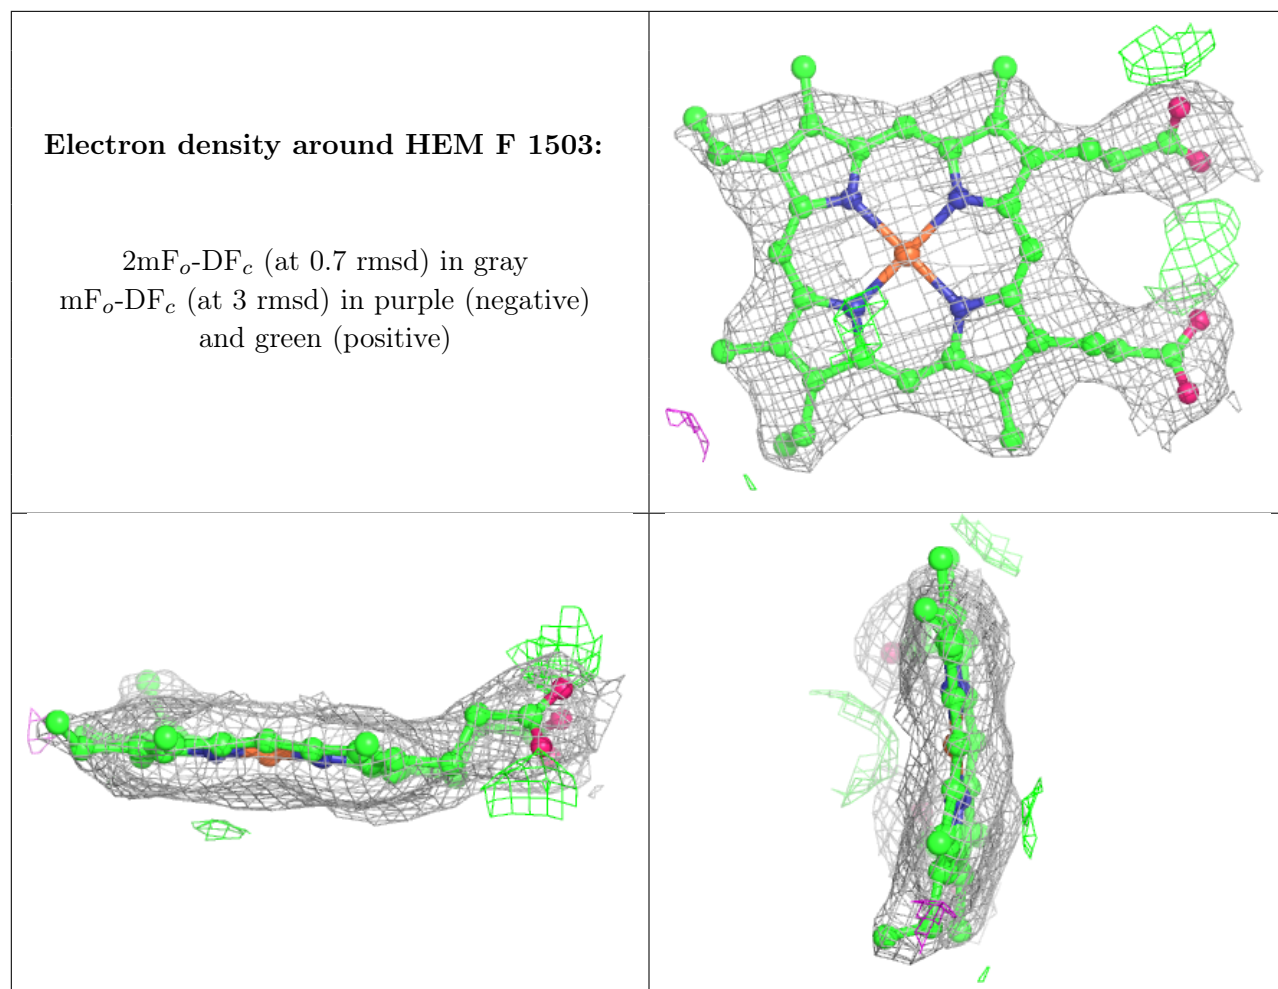 Electron density around HEM F 1503:
2mFo-DFc (at 0.7 rmsd) in gray
mFo-DFc (at 3 rmsd) in purple (negative)
and green (positive)